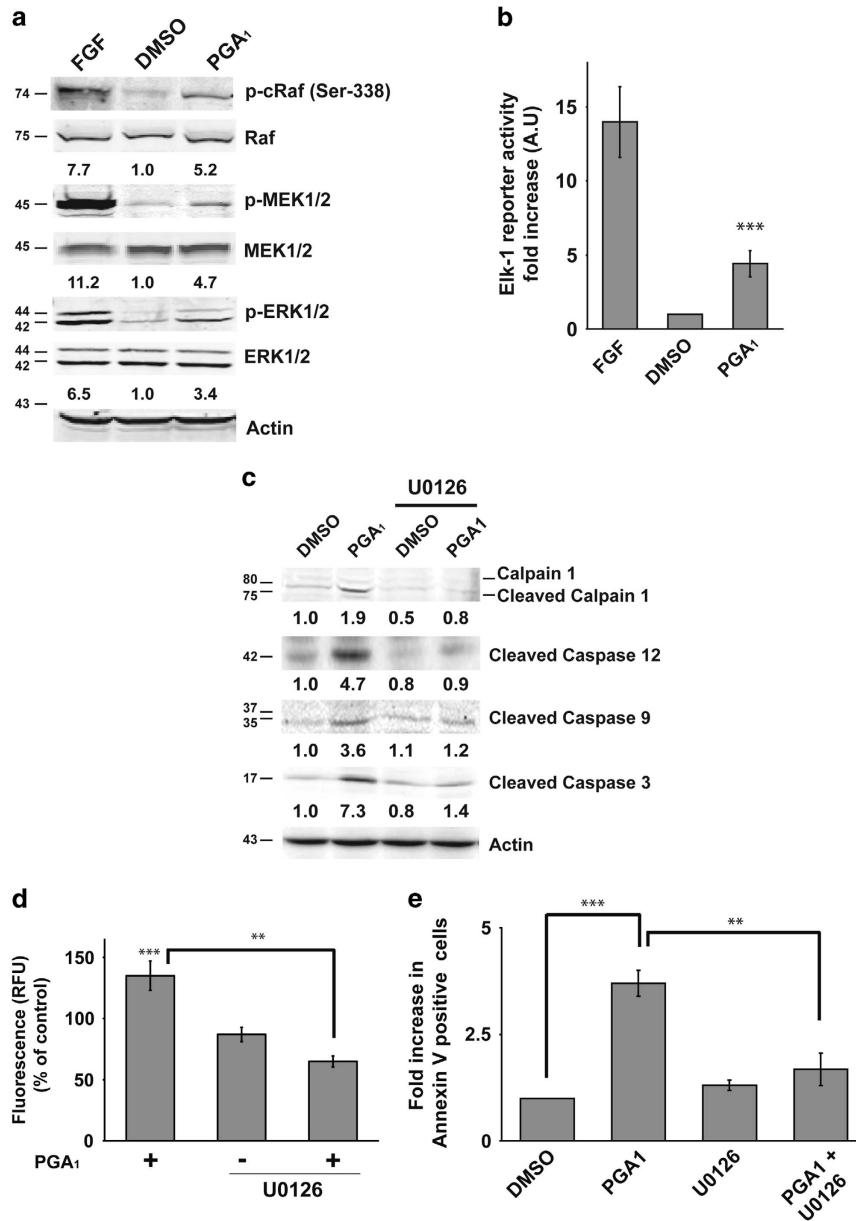 a
FGF DMSO PGA1
74 p-cRaf (Ser-338)
75 Raf
7.7 1.0 5.2
45 p-MEK1/2
45 MEK1/2
11.2 1.0 4.7
44 p-ERK1/2
42
44 ERK1/2
42
6.5 1.0 3.4
43
Actin
b
Elk-1 reporter activity
fold increase (A.U)
15
10
5
0
***
FGF DMSO PGA1
c
U0126
DMSO PGA1 DMSO PGA1
80 Calpain 1
75 Cleaved Calpain 1
1.0 1.9 0.5 0.8
42 Cleaved Caspase 12
1.0 4.7 0.8 0.9
37
35 Cleaved Caspase 9
1.0 3.6 1.1 1.2
17 Cleaved Caspase 3
1.0 7.3 0.8 1.4
43 Actin
d
Fluorescence (RFU)
(% of control)
150
100
50
0
*** **
PGA1 + - +
U0126
e
Fold increase in
Annexin V positive cells
5
2.5
0
*** **
DMSO PGA1 U0126 PGA1 +
U0126